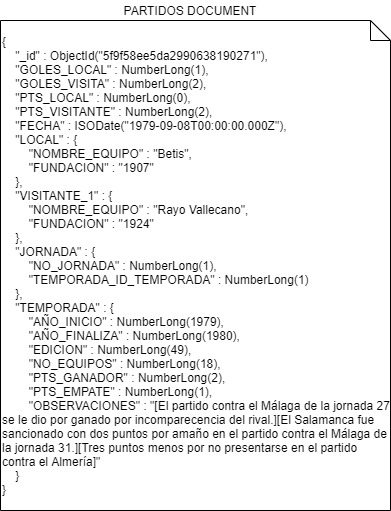 PARTIDOS DOCUMENT
{
"_id" : ObjectId("5f9f58ee5da2990638190271"),
"GOLES_LOCAL" : NumberLong(1),
"GOLES_VISITA" : NumberLong(2),
"PTS_LOCAL" : NumberLong(0),
"PTS_VISITANTE" : NumberLong(2),
"FECHA" : ISODate("1979-09-08T00:00:00.000Z"),
"LOCAL" : {
"NOMBRE_EQUIPO" : "Betis",
"FUNDACION" : "1907"
},
"VISITANTE_1" : {
"NOMBRE_EQUIPO" : "Rayo Vallecano",
"FUNDACION" : "1924"
},
"JORNADA" : {
"NO_JORNADA" : NumberLong(1),
"TEMPORADA_ID_TEMPORADA" : NumberLong(1)
},
"TEMPORADA" : {
"AÑO_INICIO" : NumberLong(1979),
"AÑO_FINALIZA" : NumberLong(1980),
"EDICION" : NumberLong(49),
"NO_EQUIPOS" : NumberLong(18),
"PTS_GANADOR" : NumberLong(2),
"PTS_EMPATE" : NumberLong(1),
"OBSERVACIONES" : "[El partido contra el Málaga de la jornada 27
se le dio por ganado por incomparecencia del rival.][El Salamanca fue
sancionado con dos puntos por amaño en el partido contra el Málaga de
la jornada 31.][Tres puntos menos por no presentarse en el partido
contra el Almería]"
}
}